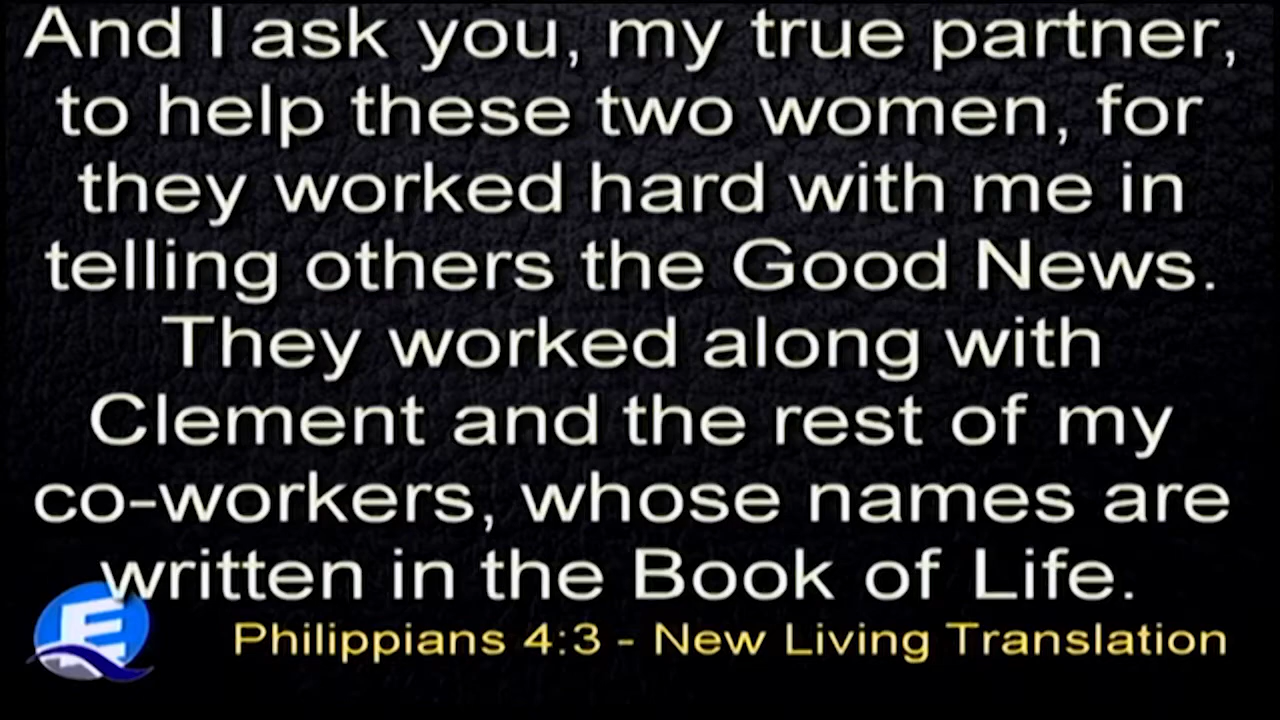 And I ask you, my true partner,
to help these two women, for
they worked hard with me in
telling others the Good News.
They worked along with
Clement and the rest of my
co-workers, whose names are
written in the Book of Life.
E
Philippians 4:3 - New Living Translation